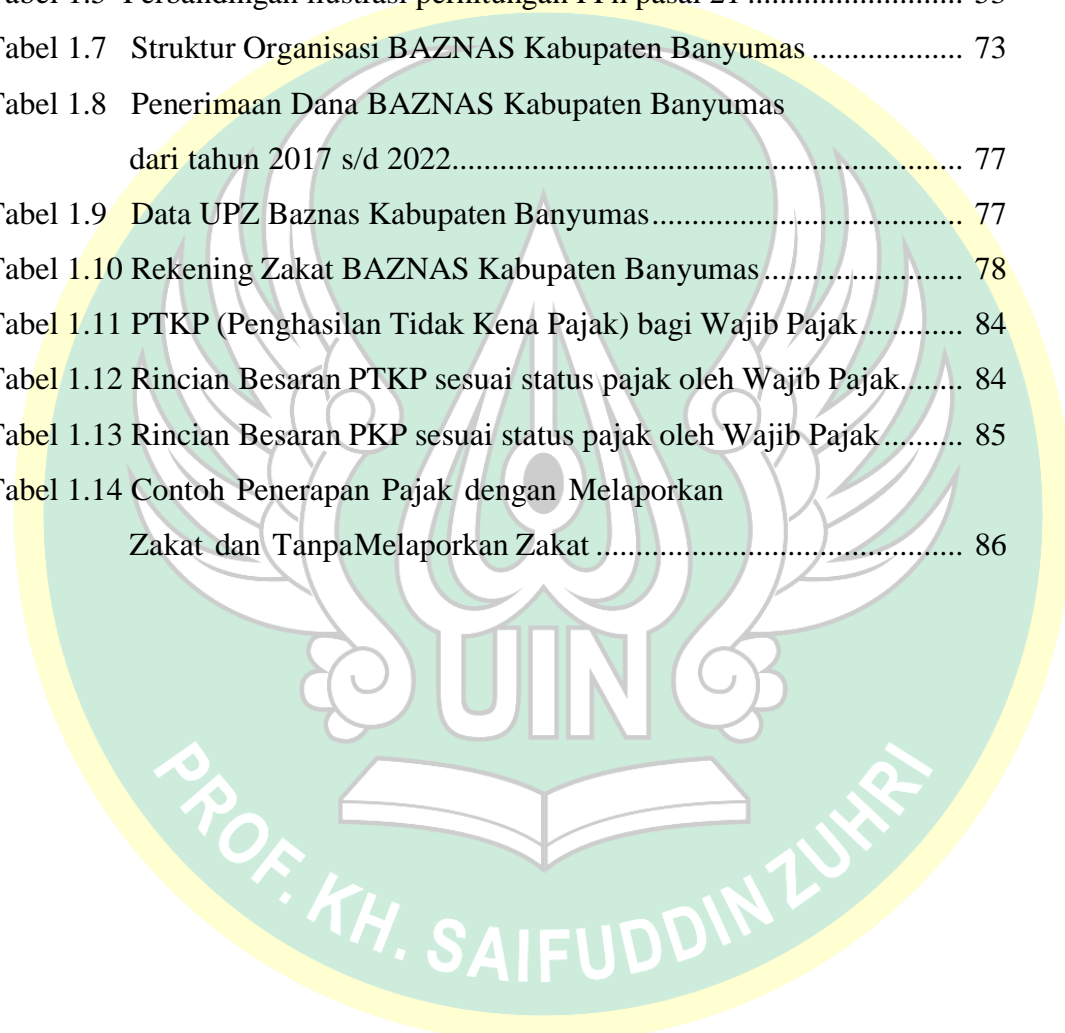 Tabel 1.7 Struktur Organisasi BAZNAS Kabupaten Banyumas .................. 73
Tabel 1.8 Penerimaan Dana BAZNAS Kabupaten Banyumas
dari tahun 2017 s/d 2022............................................................. 77
Tabel 1.9 Data UPZ Baznas Kabupaten Banyumas..................................... 77
Tabel 1.10 Rekening Zakat BAZNAS Kabupaten Banyumas........................ 78
Tabel 1.11 PTKP (Penghasilan Tidak Kena Pajak) bagi Wajib Pajak............. 84
Tabel 1.12 Rincian Besaran PTKP sesuai status pajak oleh Wajib Pajak....... 84
Tabel 1.13 Rincian Besaran PKP sesuai status pajak oleh Wajib Pajak.......... 85
Tabel 1.14 Contoh Penerapan Pajak dengan Melaporkan
Zakat dan TanpaMelaporkan Zakat ............................................ 86
UIN
PROF. KH. SAIFUDDIN ZUHRI